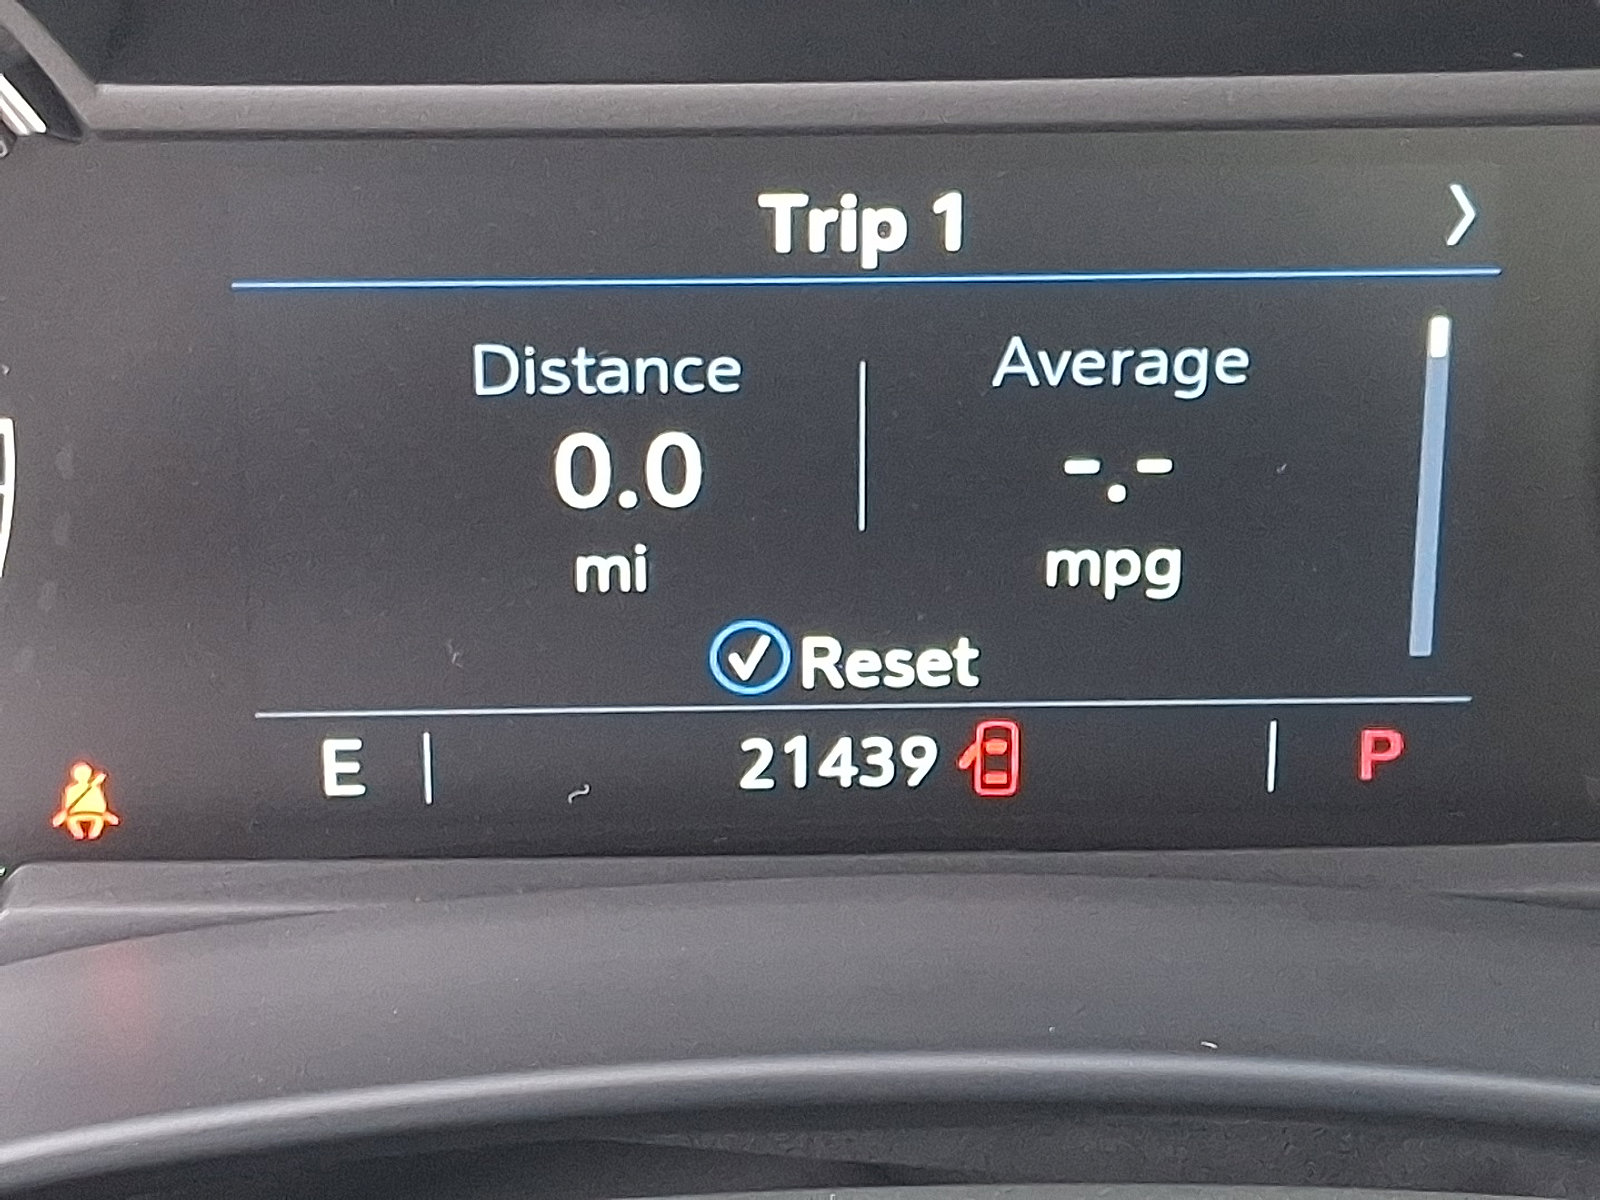 Trip 1
Distance Average
0.0 -.-
mi mpg
Reset
E 21439 P